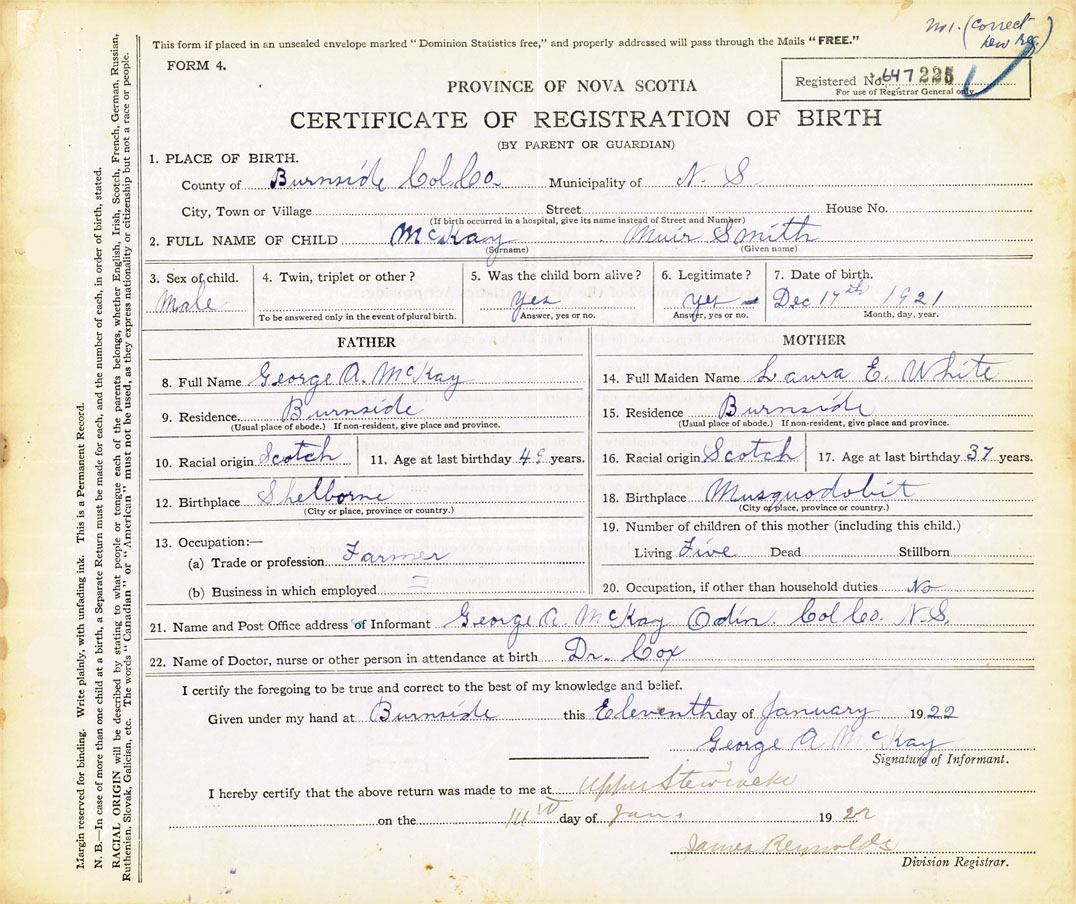 No 1. (Correct
new reg.)
This form if placed in an unsealed envelope marked "Dominion Statistics free," and properly addressed will pass through the Mails "FREE."
FORM 4.
Registered No. 647 225
For use of Registrar General only.
PROVINCE OF NOVA SCOTIA
CERTIFICATE OF REGISTRATION OF BIRTH
(BY PARENT OR GUARDIAN)
1. PLACE OF BIRTH.
County of Burnside Col. Co. Municipality of N. S
City, Town or Village Street House No.
(If birth occurred in a hospital, give its name instead of Street and Number)
2. FULL NAME OF CHILD McKay Muir Smith
(Surname) (Given name)
3. Sex of child. 4. Twin, triplet or other? 5. Was the child born alive? 6. Legitimate? 7. Date of birth.
Male yes yes Dec 17th 1921
To be answered only in the event of plural birth. Answer, yes or no. Answer, yes or no. Month, day, year.
FATHER MOTHER
8. Full Name George A. McKay 14. Full Maiden Name Laura E. White
9. Residence Burnside 15. Residence Burnside
(Usual place of abode.) If non-resident, give place and province. (Usual place of abode.) If non-resident, give place and province.
10. Racial origin Scotch 11. Age at last birthday 49 years. 16. Racial origin Scotch 17. Age at last birthday 37 years.
12. Birthplace Shelborne 18. Birthplace Musquodobit
(City or place, province or country.) (City or place, province or country.)
19. Number of children of this mother (including this child.)
13. Occupation:— Living Five Dead Stillborn
(a) Trade or profession Farmer
(b) Business in which employed = 20. Occupation, if other than household duties No
21. Name and Post Office address of Informant George A. McKay Odin. Col Co. N.S.
22. Name of Doctor, nurse or other person in attendance at birth Dr. Cox
I certify the foregoing to be true and correct to the best of my knowledge and belief.
Given under my hand at Burnside this Eleventh day of January 1922
George A McKay
Signature of Informant.
I hereby certify that the above return was made to me at Upper Stewiacke
on the 14th day of Jan. 1922
James Reynolds
Division Registrar.
Margin reserved for binding. Write plainly, with unfading ink. This is a Permanent Record.
N. B.—In case of more than one child at a birth, a Separate Return must be made for each, and the number of each, in order of birth, stated.
RACIAL ORIGIN will be described by stating to what people or tongue each of the parents belongs, whether English, Irish, Scotch, French, German, Russian,
Ruthenian, Slovak, Galician, etc. The words "Canadian" or "American" must not be used, as they express nationality or citizenship but not a race or people.